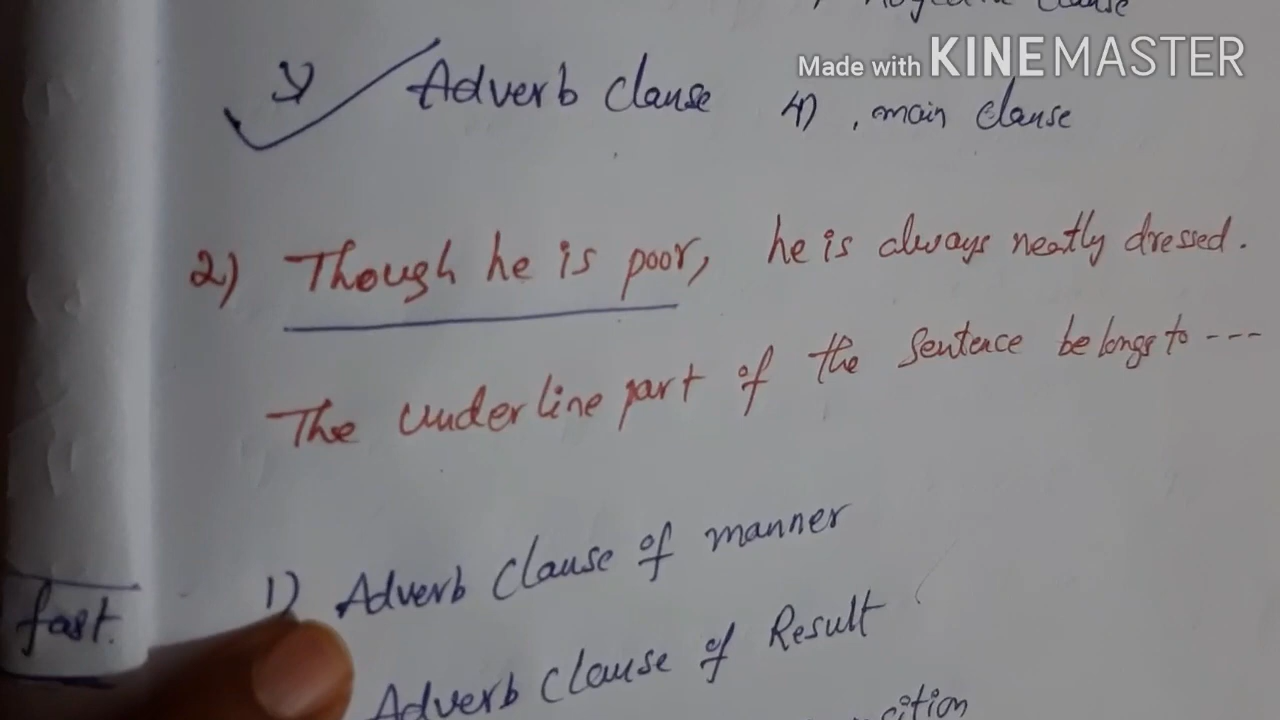 clause
Made with KINEMASTER
Adverb clause 4) , main clause
2) Though he is poor, he is always neatly dressed.
The underline part of the sentence belongs to ---
1) Adverb clause of manner
fast.
Adverb clause of Result